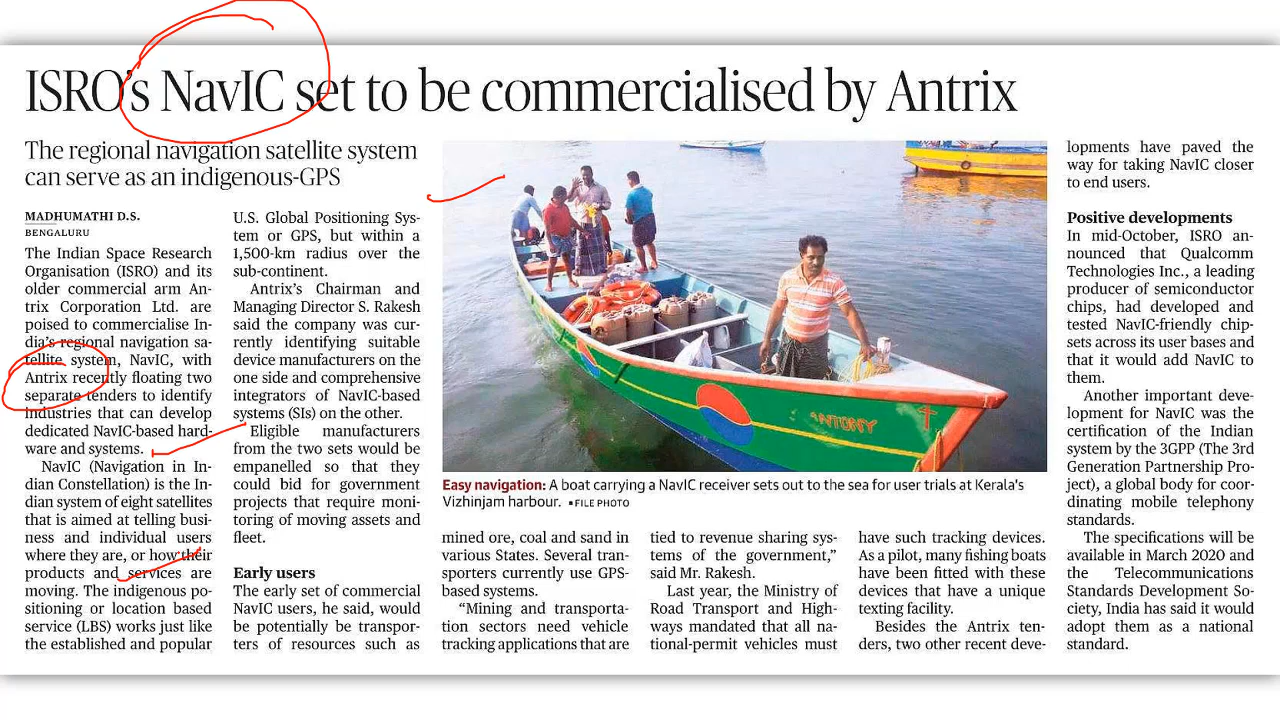 ISRO's NavIC set to be commercialised by Antrix
The regional navigation satellite system
can serve as an indigenous-GPS
MADHUMATHI D.S.
BENGALURU
The Indian Space Research
Organisation (ISRO) and its
older commercial arm An-
trix Corporation Ltd. are
poised to commercialise In-
dia's regional navigation sa-
tellite system, NavIC, with
Antrix recently floating two
separate tenders to identify
industries that can develop
dedicated NavIC-based hard-
ware and systems.
NavIC (Navigation in In-
dian Constellation) is the In-
dian system of eight satellites
that is aimed at telling busi-
ness and individual users
where they are, or how their
products and services are
moving. The indigenous po-
sitioning or location based
service (LBS) works just like
the established and popular
U.S. Global Positioning Sys-
tem or GPS, but within a
1,500-km radius over the
sub-continent.
Antrix's Chairman and
Managing Director S. Rakesh
said the company was cur-
rently identifying suitable
device manufacturers on the
one side and comprehensive
integrators of NavIC-based
systems (SIs) on the other.
Eligible manufacturers
from the two sets would be
empanelled so that they
could bid for government
projects that require moni-
toring of moving assets and
fleet.
Early users
The early set of commercial
NavIC users, he said, would
be potentially be transpor-
ters of resources such as
ANTONY
Easy navigation: A boat carrying a NavIC receiver sets out to the sea for user trials at Kerala's
Vizhinjam harbour. ▪FILE PHOTO
mined ore, coal and sand in
various States. Several tran-
sporters currently use GPS-
based systems.
"Mining and transporta-
tion sectors need vehicle
tracking applications that are
tied to revenue sharing sys-
tems of the government,"
said Mr. Rakesh.
Last year, the Ministry of
Road Transport and High-
ways mandated that all na-
tional-permit vehicles must
have such tracking devices.
As a pilot, many fishing boats
have been fitted with these
devices that have a unique
texting facility.
Besides the Antrix ten-
ders, two other recent deve-
lopments have paved the
way for taking NavIC closer
to end users.
Positive developments
In mid-October, ISRO an-
nounced that Qualcomm
Technologies Inc., a leading
producer of semiconductor
chips, had developed and
tested NavIC-friendly chip-
sets across its user bases and
that it would add NavIC to
them.
Another important deve-
lopment for NavIC was the
certification of the Indian
system by the 3GPP (The 3rd
Generation Partnership Pro-
ject), a global body for coor-
dinating mobile telephony
standards.
The specifications will be
available in March 2020 and
the Telecommunications
Standards Development So-
ciety, India has said it would
adopt them as a national
standard.